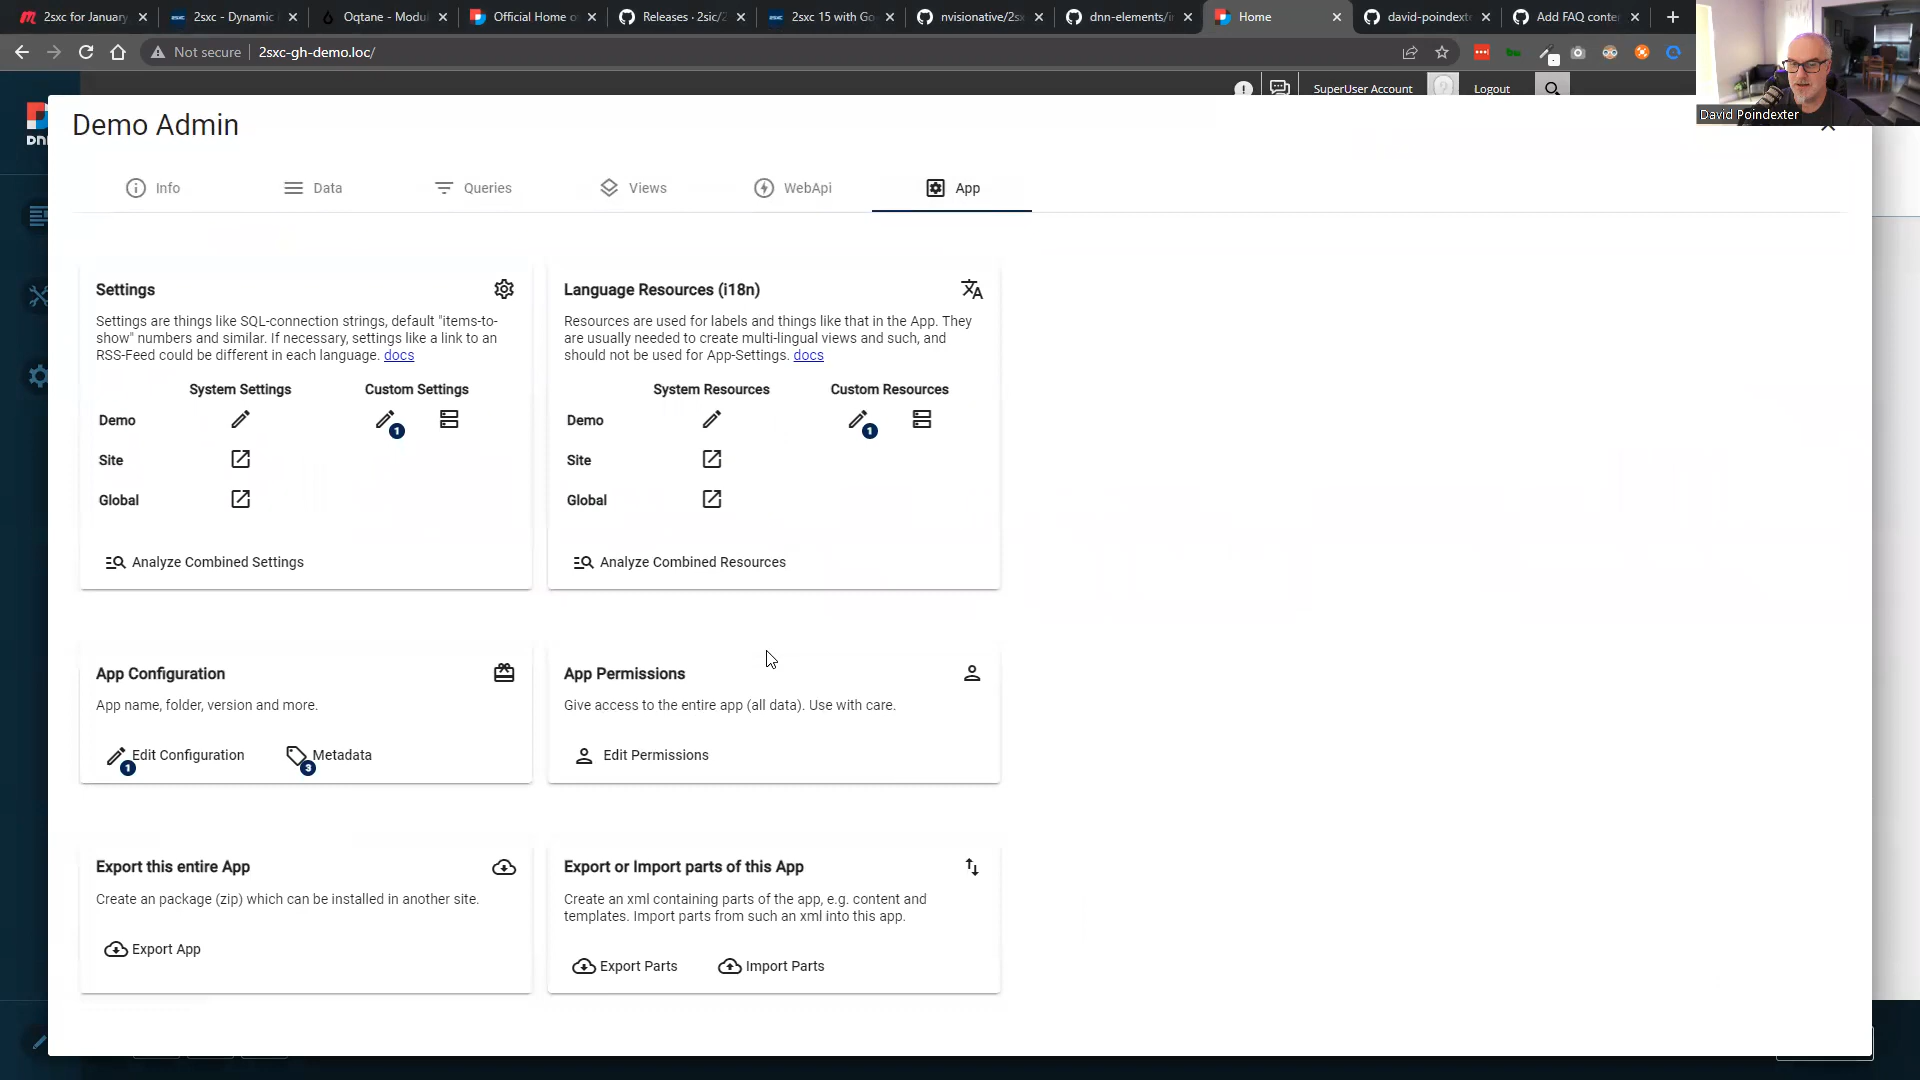 2sxc for January
2sxc - Dynamic
Oqtane - Modul
Official Home o
Releases · 2sic/2
2sxc 15 with Go
nvisionative/2sx
dnn-elements/i
Home
david-poindext
Add FAQ conte
Not secure
2sxc-gh-demo.loc/
SuperUser Account
Logout
David Poindexter
Demo Admin
Info
Data
Queries
Views
WebApi
App
Settings
Settings are things like SQL-connection strings, default "items-to-
show" numbers and similar. If necessary, settings like a link to an
RSS-Feed could be different in each language. docs
System Settings
Custom Settings
Demo
1
Site
Global
Analyze Combined Settings
Language Resources (i18n)
Resources are used for labels and things like that in the App. They
are usually needed to create multi-lingual views and such, and
should not be used for App-Settings. docs
System Resources
Custom Resources
Demo
1
Site
Global
Analyze Combined Resources
App Configuration
App name, folder, version and more.
Edit Configuration
1
Metadata
3
App Permissions
Give access to the entire app (all data). Use with care.
Edit Permissions
Export this entire App
Create an package (zip) which can be installed in another site.
Export App
Export or Import parts of this App
Create an xml containing parts of the app, e.g. content and
templates. Import parts from such an xml into this app.
Export Parts
Import Parts